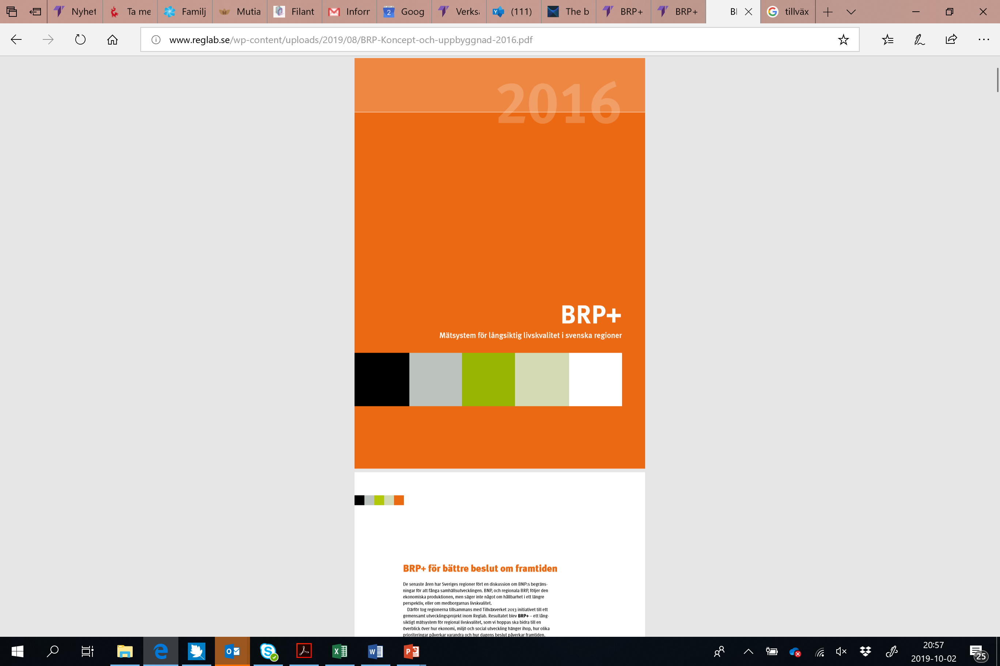 Nyhet
Ta me
Familj
Mutia
Filant
Inforr
2
Goog
Verks
(111)
The b
BRP+
BRP+
tillväx
www.reglab.se/wp-content/uploads/2019/08/BRP-Koncept-och-uppbyggnad-2016.pdf
2016
BRP+
Mätsystem för långsiktig livskvalitet i svenska regioner
BRP+ för bättre beslut om framtiden
De senaste åren har Sveriges regioner fört en diskussion om BNP:s begräns-
ningar för att fånga samhällsutvecklingen. BNP, och regionala BRP, följer den
ekonomiska produktionen, men säger inte något om hållbarhet i ett längre
perspektiv, eller om medborgarnas livskvalitet.
Därför tog regionerna tillsammans med Tillväxtverket 2013 initiativet till ett
gemensamt utvecklingsprojekt inom Reglab. Resultatet blev BRP+ – ett lång-
siktigt mätsystem för regional livskvalitet, som vi hoppas ska bidra till en
överblick över hur ekonomi, miljö och social utveckling hänger ihop, hur olika
prioriteringar påverkar varandra och hur dagens beslut påverkar framtiden.
20:57
2019-10-02
25